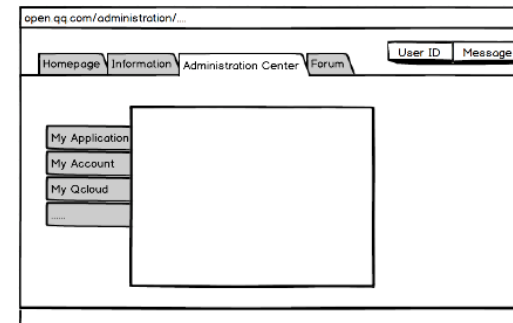 open.qq.com/administration/....
User ID Message
Homepage Information Administration Center Forum
My Application
My Account
My Qcloud
......